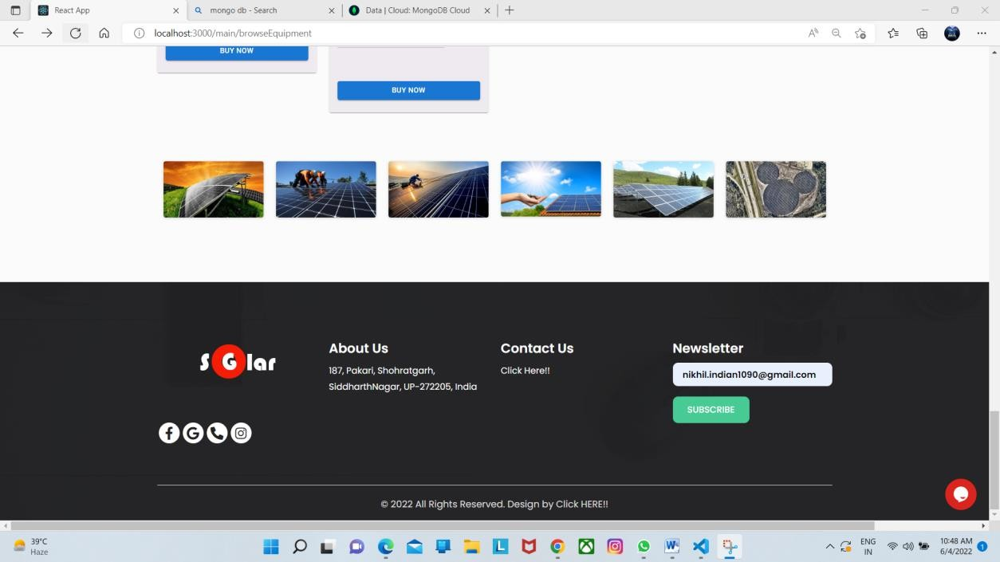 React App
mongo db - Search
Data | Cloud: MongoDB Cloud
localhost:3000/main/browseEquipment
BUY NOW
BUY NOW
SGlar
About Us
187, Pakari, Shohratgarh,
SiddharthNagar, UP-272205, India
Contact Us
Click Here!!
Newsletter
nikhil.indian1090@gmail.com
SUBSCRIBE
© 2022 All Rights Reserved. Design by Click HERE!!
39°C
Haze
ENG
IN
10:48 AM
6/4/2022
1